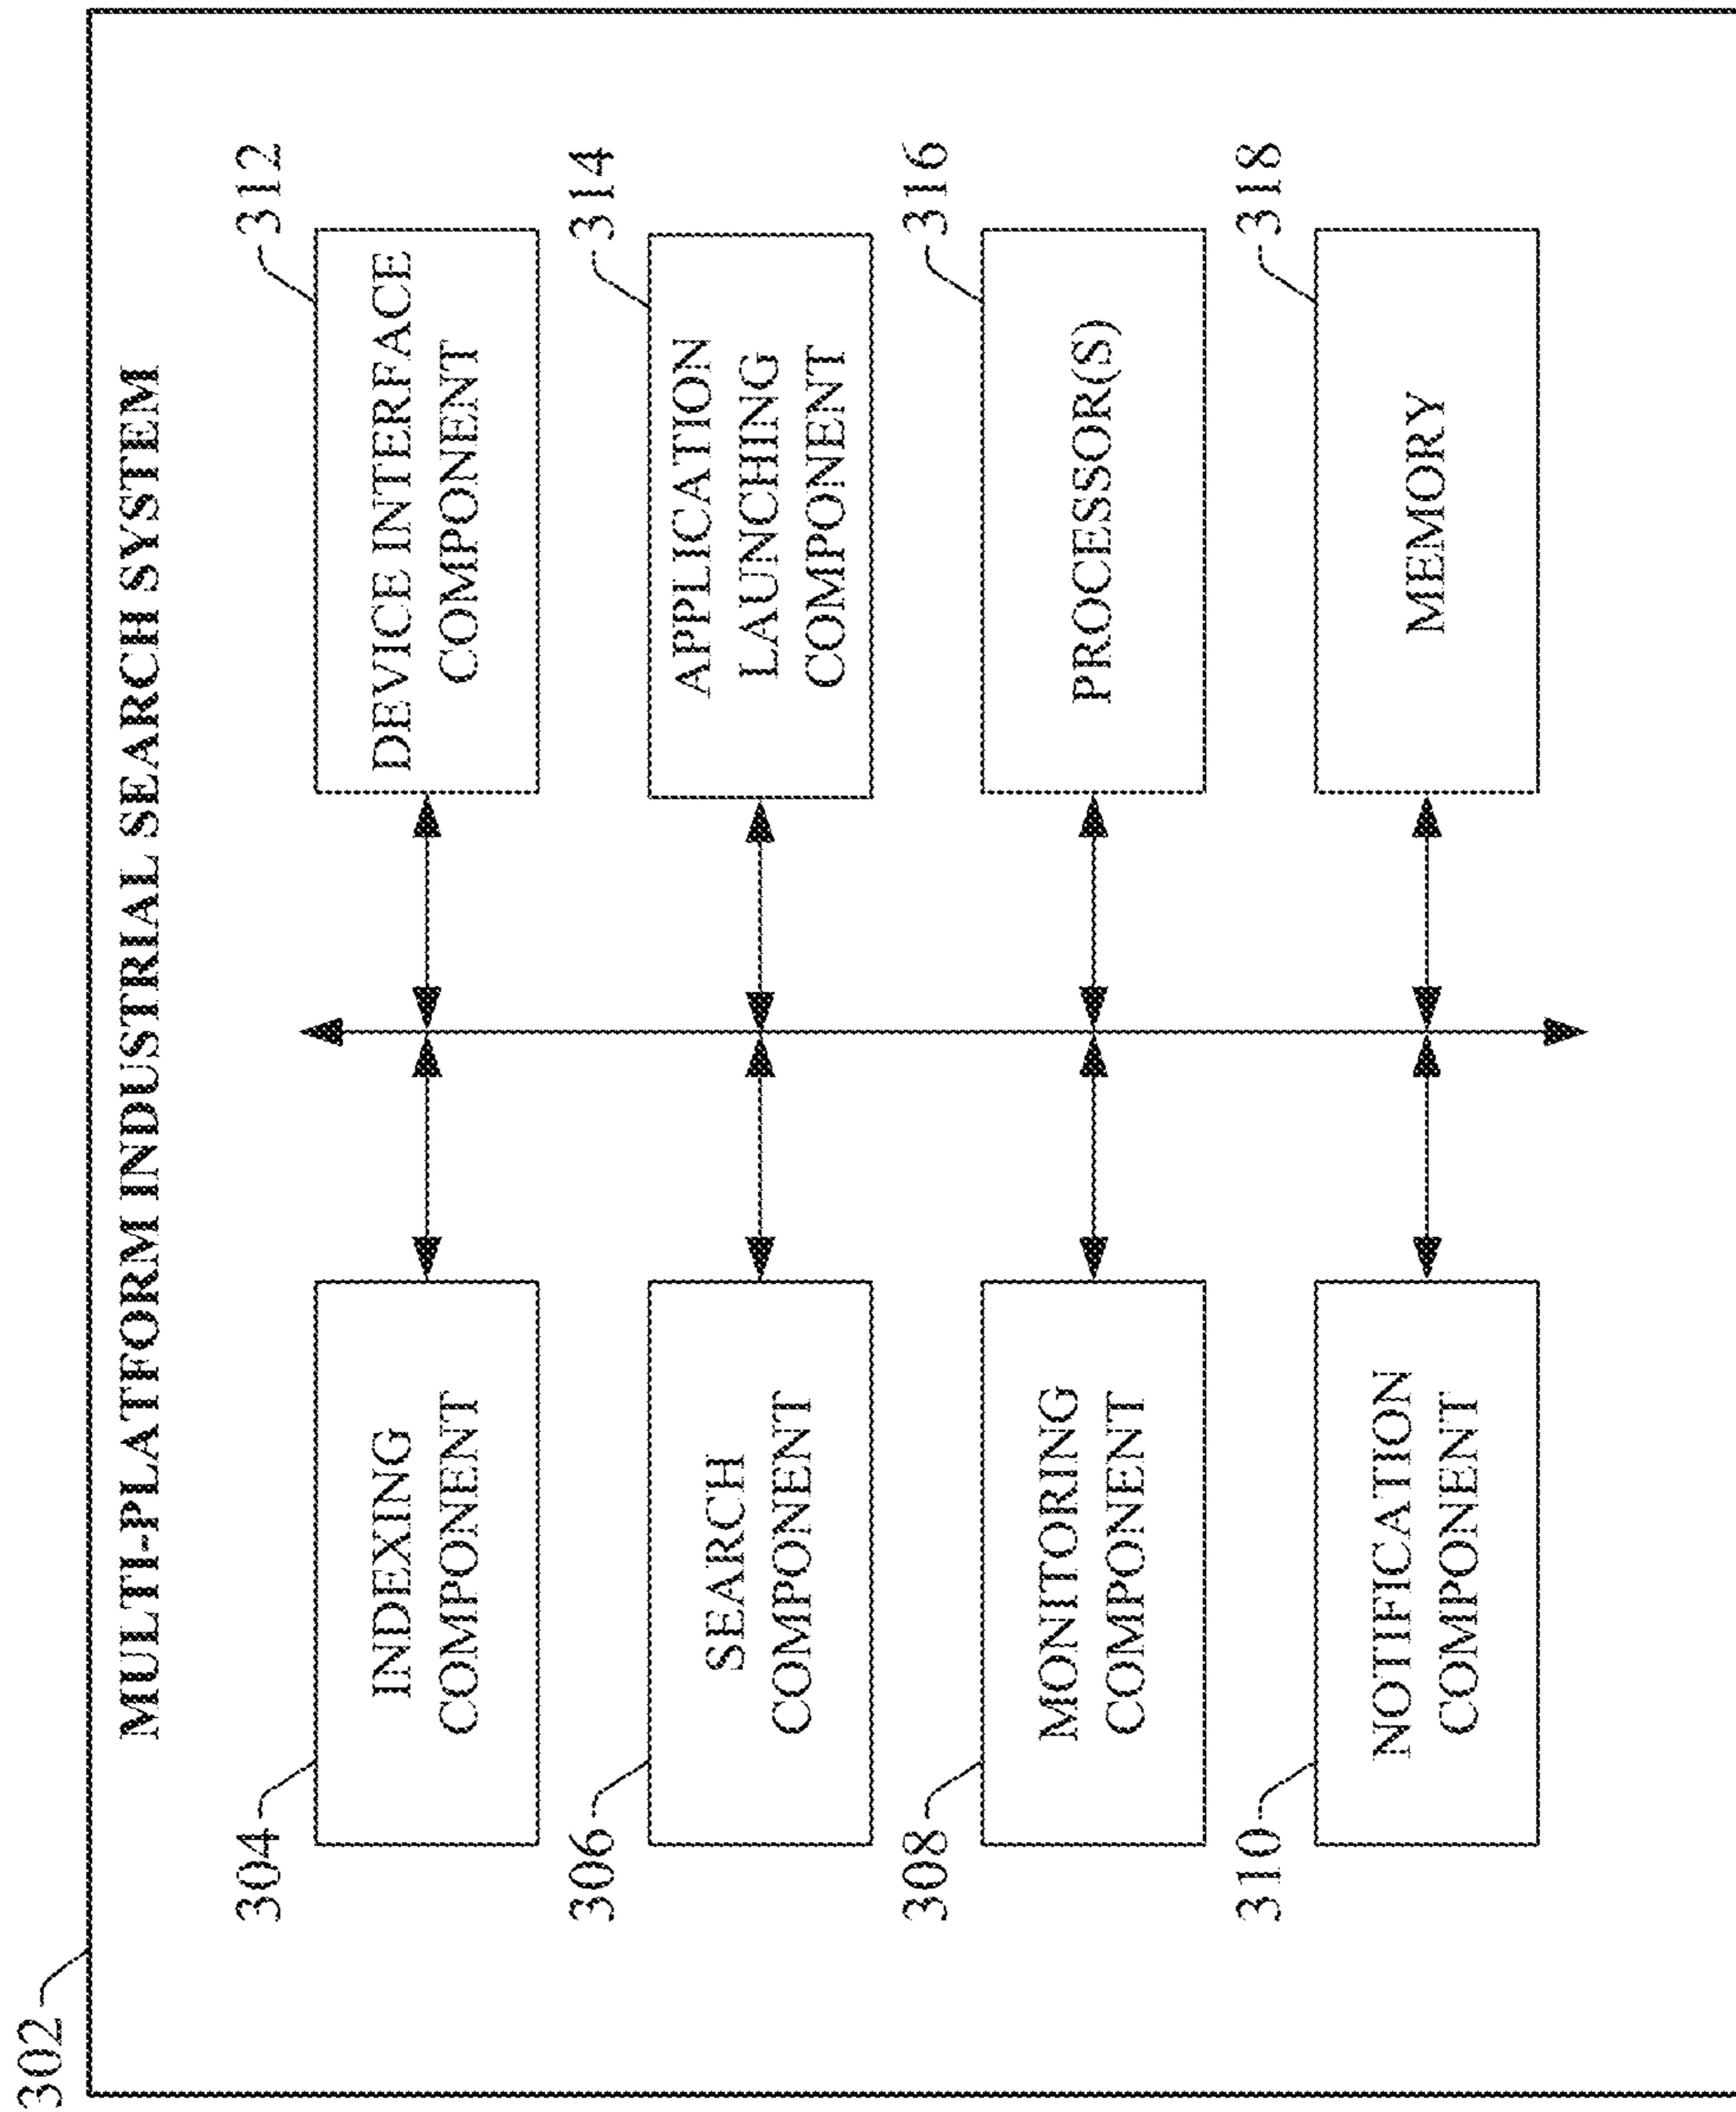 302
MULTI-PLATFORM INDUSTRIAL SEARCH SYSTEM
304
INDEXING
COMPONENT
306
SEARCH
COMPONENT
308
MONITORING
COMPONENT
310
NOTIFICATION
COMPONENT
312
DEVICE INTERFACE
COMPONENT
314
APPLICATION
LAUNCHING
COMPONENT
316
PROCESSOR(S)
318
MEMORY